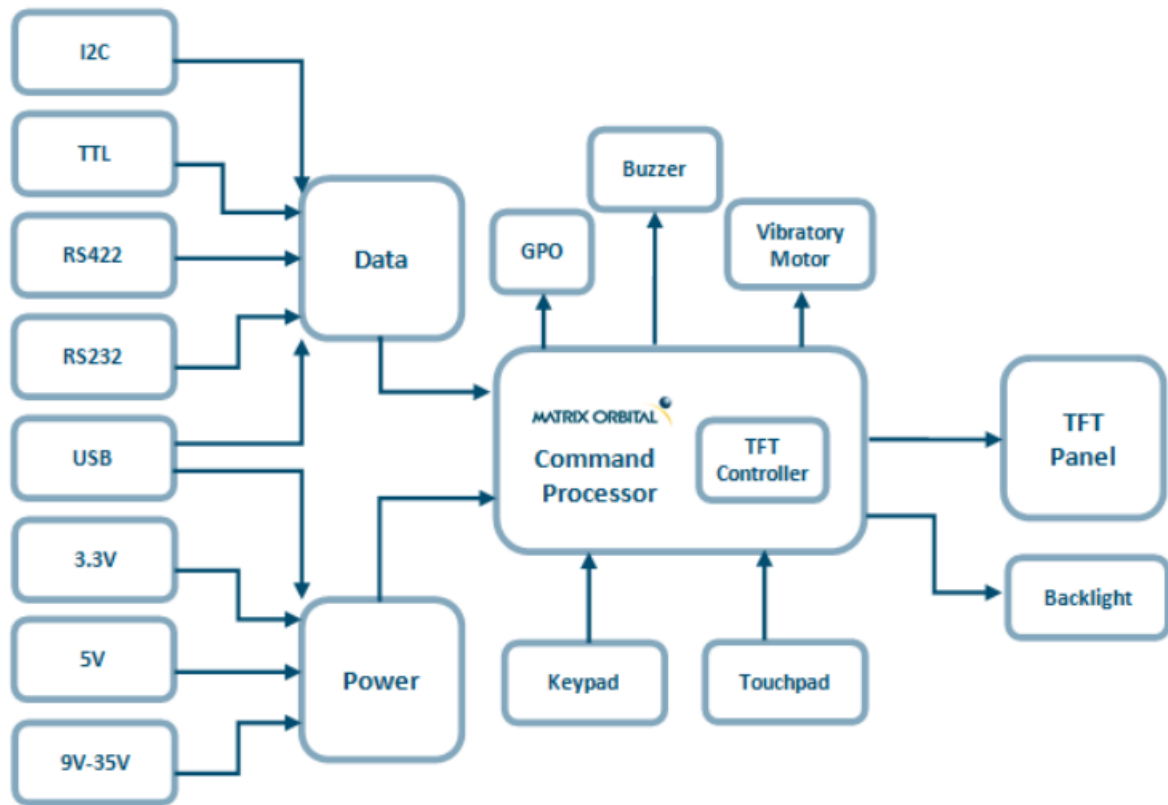 I2C
TTL
RS422
RS232
USB
3.3V
5V
9V-35V
Data
Power
GPO
Buzzer
Vibratory
Motor
MATRIX ORBITAL
Command
Processor
TFT
Controller
Keypad
Touchpad
TFT
Panel
Backlight